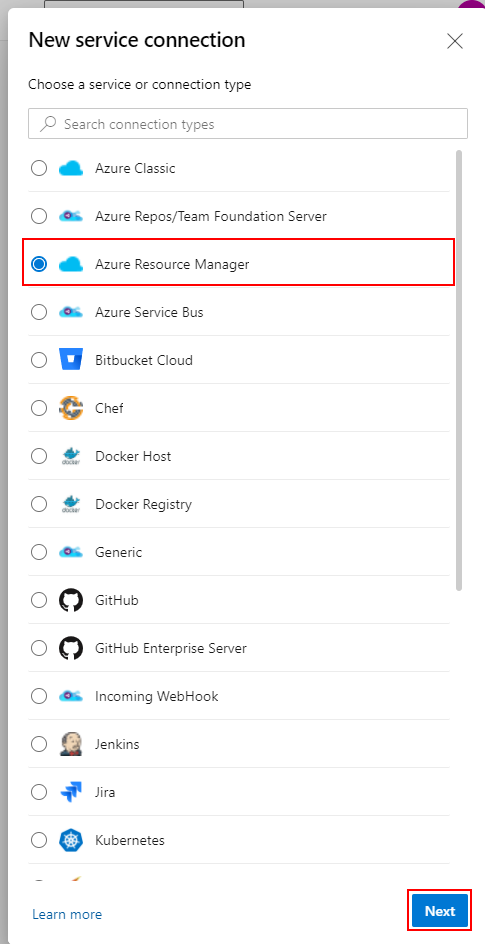 New service connection
Choose a service or connection type
Search connection types
Azure Classic
Azure Repos/Team Foundation Server
Azure Resource Manager
Azure Service Bus
Bitbucket Cloud
Chef
docker
Docker Host
docker
Docker Registry
Generic
GitHub
GitHub Enterprise Server
Incoming WebHook
Jenkins
Jira
Kubernetes
Learn more
Next